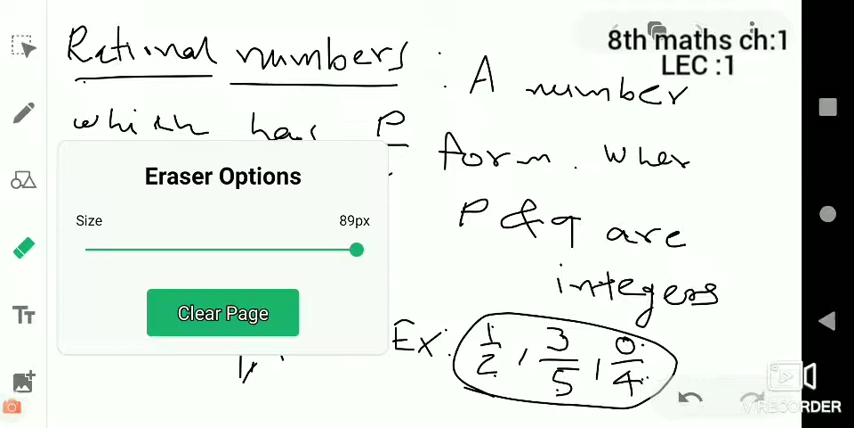 8th maths ch:1
LEC :1
Rational numbers : A number
which has P form. wher
P & q are
integers
Eraser Options
Size 89px
Clear Page
Ex: 1/2, 3/5, 0/4
V RECORDER